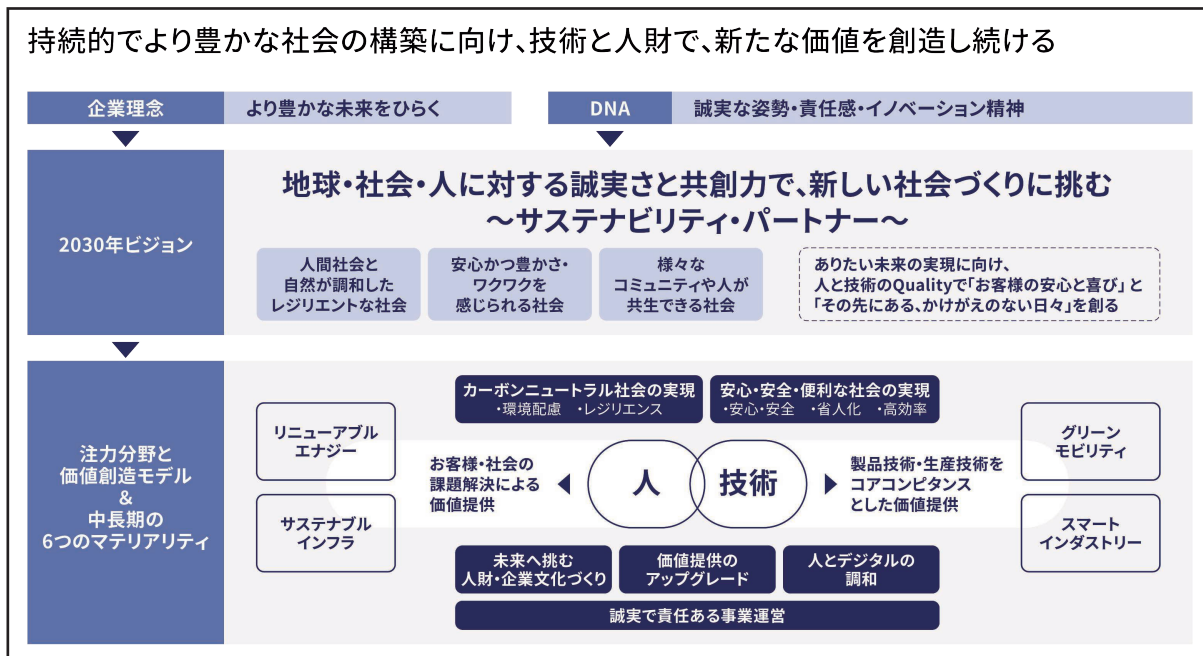 持続的でより豊かな社会の構築に向け、技術と人財で、新たな価値を創造し続ける
企業理念
より豊かな未来をひらく
DNA
誠実な姿勢・責任感・イノベーション精神
2030年ビジョン
地球・社会・人に対する誠実さと共創力で、新しい社会づくりに挑む
～サステナビリティ・パートナー～
人間社会と
自然が調和した
レジリエントな社会
安心かつ豊かさ・
ワクワクを
感じられる社会
様々な
コミュニティや人が
共生できる社会
ありたい未来の実現に向け、
人と技術のQualityで「お客様の安心と喜び」と
「その先にある、かけがえのない日々」を創る
注力分野と
価値創造モデル
&
中長期の
6つのマテリアリティ
リニューアブル
エナジー
サステナブル
インフラ
カーボンニュートラル社会の実現
・環境配慮 ・レジリエンス
安心・安全・便利な社会の実現
・安心・安全 ・省人化 ・高効率
お客様・社会の
課題解決による
価値提供
人
技術
製品技術・生産技術を
コアコンピタンス
とした価値提供
グリーン
モビリティ
スマート
インダストリー
未来へ挑む
人財・企業文化づくり
価値提供の
アップグレード
人とデジタルの
調和
誠実で責任ある事業運営